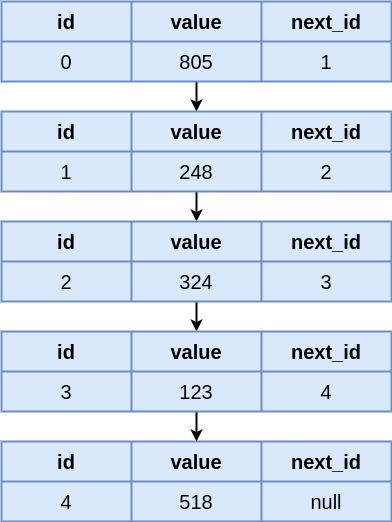 id value next_id
0 805 1
id value next_id
1 248 2
id value next_id
2 324 3
id value next_id
3 123 4
id value next_id
4 518 null